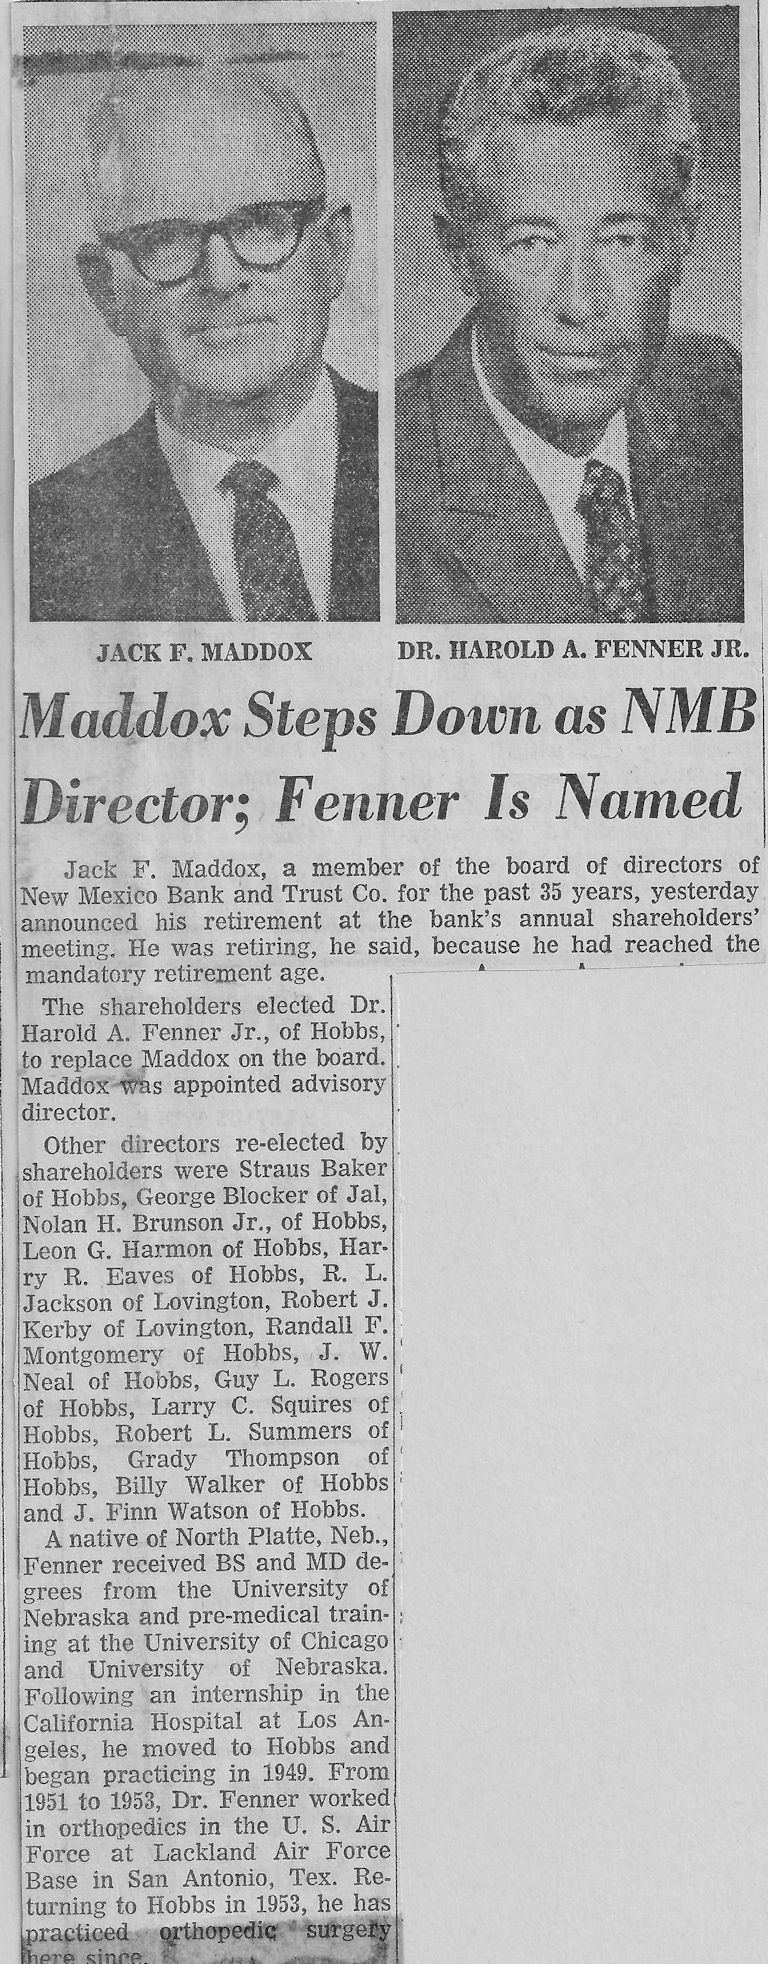 JACK F. MADDOX
DR. HAROLD A. FENNER JR.
Maddox Steps Down as NMB
Director; Fenner Is Named
Jack F. Maddox, a member of the board of directors of
New Mexico Bank and Trust Co. for the past 35 years, yesterday
announced his retirement at the bank's annual shareholders'
meeting. He was retiring, he said, because he had reached the
mandatory retirement age.
The shareholders elected Dr.
Harold A. Fenner Jr., of Hobbs,
to replace Maddox on the board.
Maddox was appointed advisory
director.
Other directors re-elected by
shareholders were Straus Baker
of Hobbs, George Blocker of Jal,
Nolan H. Brunson Jr., of Hobbs,
Leon G. Harmon of Hobbs, Har-
ry R. Eaves of Hobbs, R. L.
Jackson of Lovington, Robert J.
Kerby of Lovington, Randall F.
Montgomery of Hobbs, J. W.
Neal of Hobbs, Guy L. Rogers
of Hobbs, Larry C. Squires of
Hobbs, Robert L. Summers of
Hobbs, Grady Thompson of
Hobbs, Billy Walker of Hobbs
and J. Finn Watson of Hobbs.
A native of North Platte, Neb.,
Fenner received BS and MD de-
grees from the University of
Nebraska and pre-medical train-
ing at the University of Chicago
and University of Nebraska.
Following an internship in the
California Hospital at Los An-
geles, he moved to Hobbs and
began practicing in 1949. From
1951 to 1953, Dr. Fenner worked
in orthopedics in the U. S. Air
Force at Lackland Air Force
Base in San Antonio, Tex. Re-
turning to Hobbs in 1953, he has
practiced orthopedic surgery
here since.